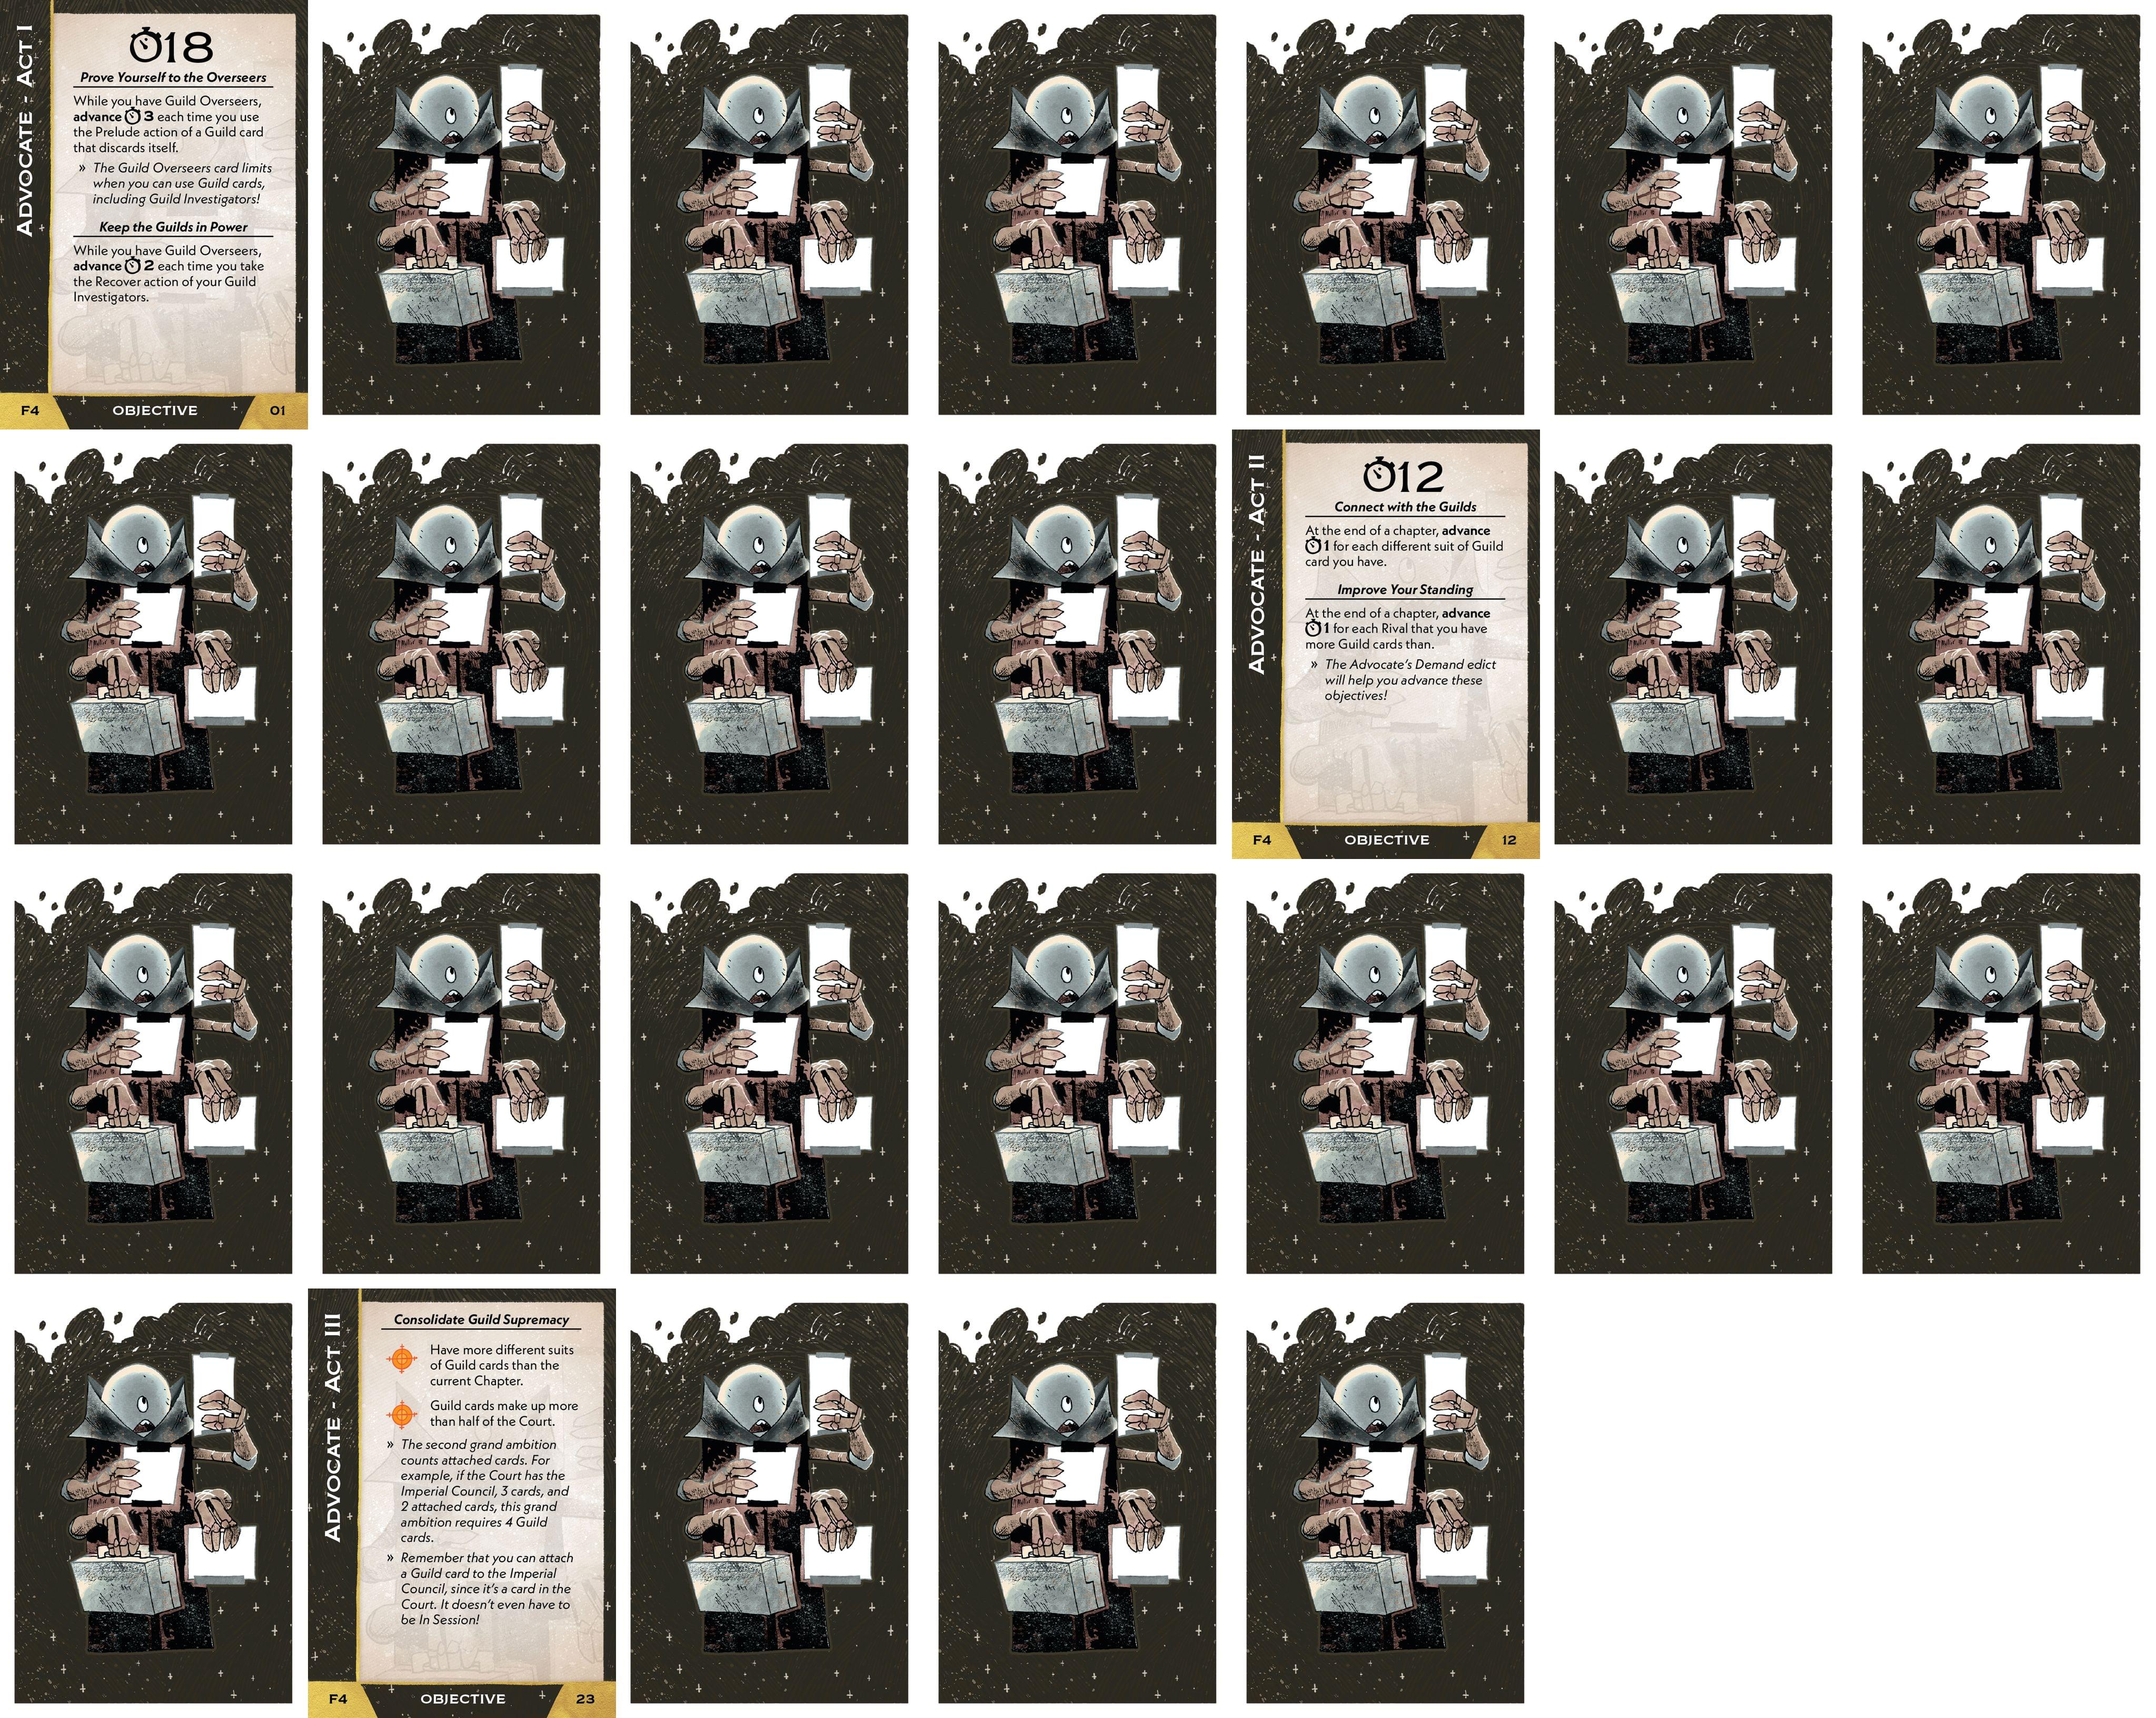 ADVOCATE - ACT I
18
Prove Yourself to the Overseers
While you have Guild Overseers,
advance 3 each time you use
the Prelude action of a Guild card
that discards itself.
» The Guild Overseers card limits
when you can use Guild cards,
including Guild Investigators!
Keep the Guilds in Power
While you have Guild Overseers,
advance 2 each time you take
the Recover action of your Guild
Investigators.
F4
OBJECTIVE
01
ADVOCATE - ACT II
12
Connect with the Guilds
At the end of a chapter, advance
1 for each different suit of Guild
card you have.
Improve Your Standing
At the end of a chapter, advance
1 for each Rival that you have
more Guild cards than.
» The Advocate's Demand edict
will help you advance these
objectives!
F4
OBJECTIVE
12
ADVOCATE - ACT III
Consolidate Guild Supremacy
Have more different suits
of Guild cards than the
current Chapter.
Guild cards make up more
than half of the Court.
» The second grand ambition
counts attached cards. For
example, if the Court has the
Imperial Council, 3 cards, and
2 attached cards, this grand
ambition requires 4 Guild
cards.
» Remember that you can attach
a Guild card to the Imperial
Council, since it's a card in the
Court. It doesn't even have to
be In Session!
F4
OBJECTIVE
23